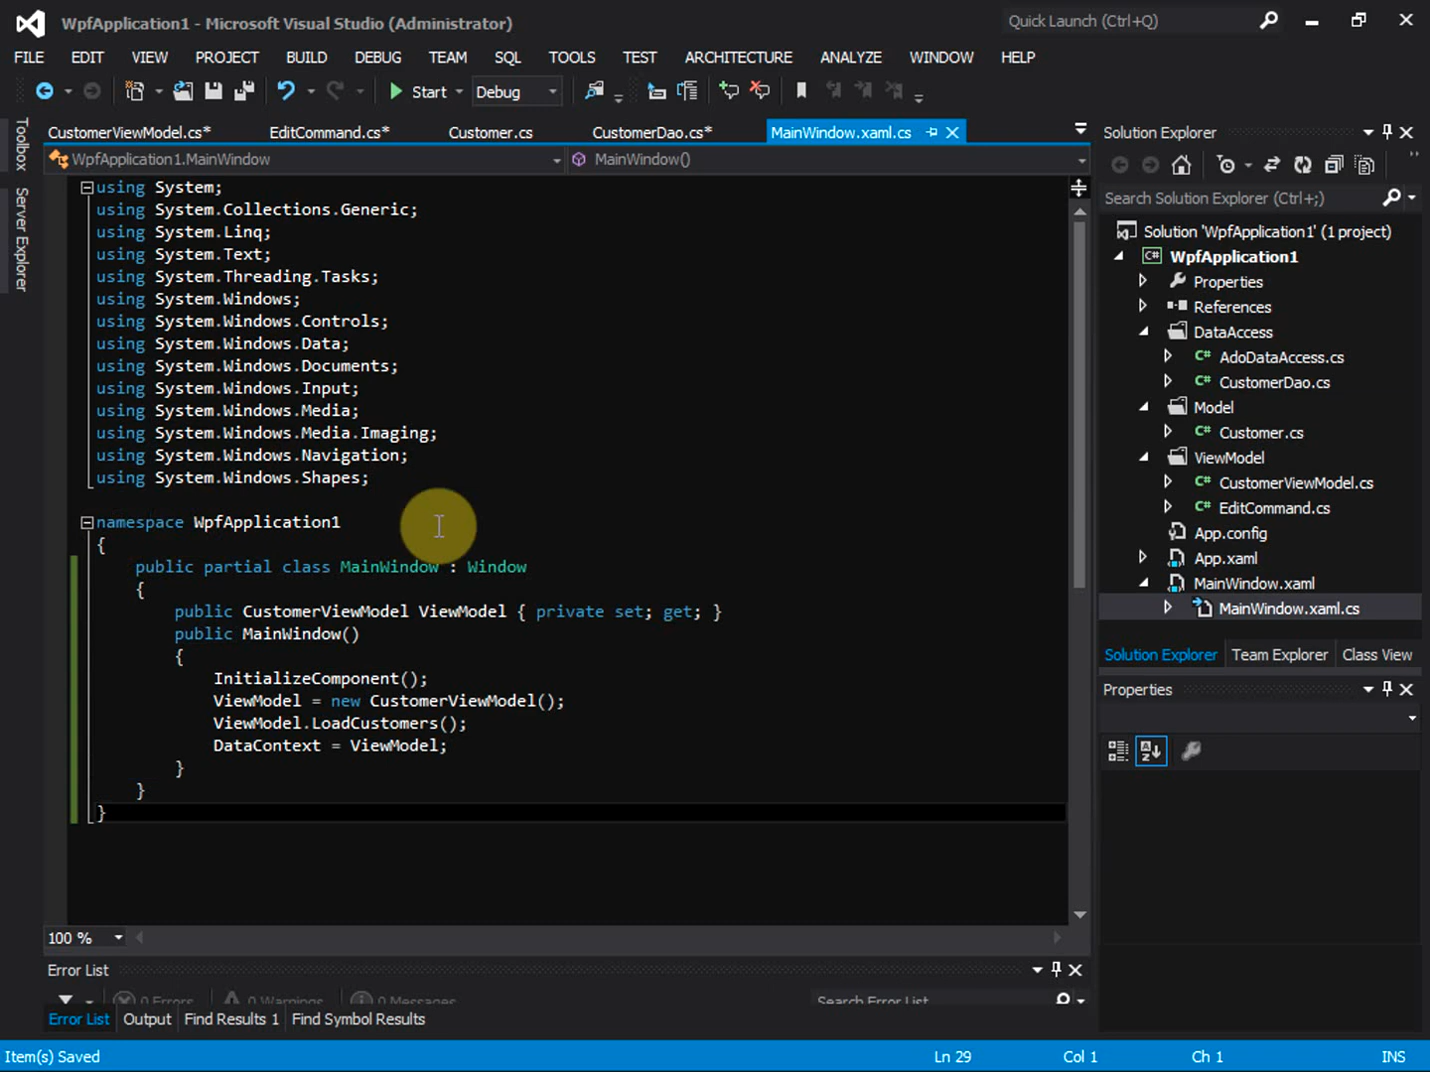 WpfApplication1 - Microsoft Visual Studio (Administrator)
Quick Launch (Ctrl+Q)
FILE EDIT VIEW PROJECT BUILD DEBUG TEAM SQL TOOLS TEST ARCHITECTURE ANALYZE WINDOW HELP
Start Debug
Toolbox
Server Explorer
CustomerViewModel.cs* EditCommand.cs* Customer.cs CustomerDao.cs* MainWindow.xaml.cs
WpfApplication1.MainWindow MainWindow()
using System;
using System.Collections.Generic;
using System.Linq;
using System.Text;
using System.Threading.Tasks;
using System.Windows;
using System.Windows.Controls;
using System.Windows.Data;
using System.Windows.Documents;
using System.Windows.Input;
using System.Windows.Media;
using System.Windows.Media.Imaging;
using System.Windows.Navigation;
using System.Windows.Shapes;
namespace WpfApplication1
{
public partial class MainWindow : Window
{
public CustomerViewModel ViewModel { private set; get; }
public MainWindow()
{
InitializeComponent();
ViewModel = new CustomerViewModel();
ViewModel.LoadCustomers();
DataContext = ViewModel;
}
}
}
100 %
Solution Explorer
Search Solution Explorer (Ctrl+;)
Solution 'WpfApplication1' (1 project)
C# WpfApplication1
Properties
References
DataAccess
C# AdoDataAccess.cs
C# CustomerDao.cs
Model
C# Customer.cs
ViewModel
C# CustomerViewModel.cs
C# EditCommand.cs
App.config
App.xaml
MainWindow.xaml
MainWindow.xaml.cs
Solution Explorer Team Explorer Class View
Properties
Error List
0 Errors 0 Warnings 0 Messages Search Error List
Error List Output Find Results 1 Find Symbol Results
Item(s) Saved Ln 29 Col 1 Ch 1 INS